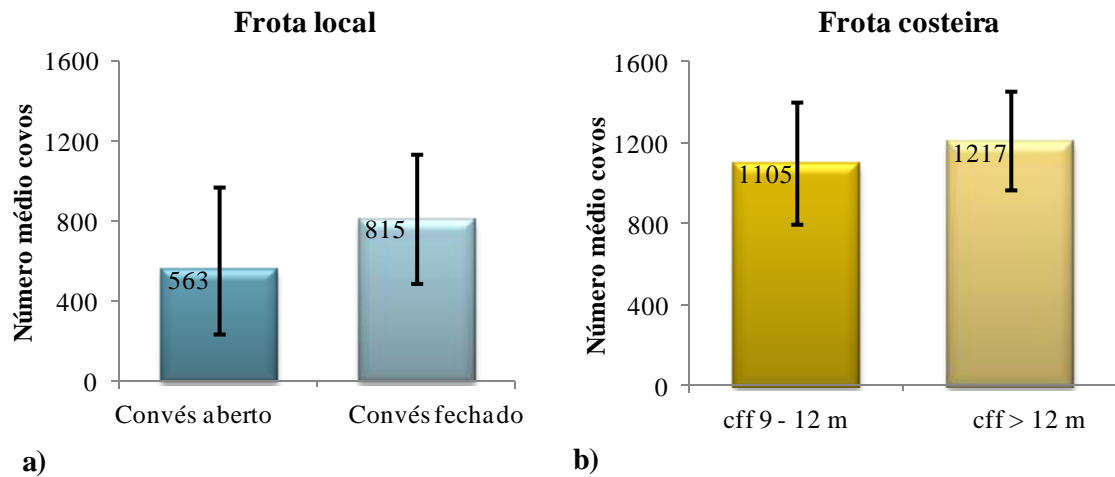 Frota local
Número médio covos
1600
1200
800
400
0
563
815
Convés aberto
Convés fechado
a)
Frota costeira
Número médio covos
1600
1200
800
400
0
1105
1217
cff 9 - 12 m
cff > 12 m
b)